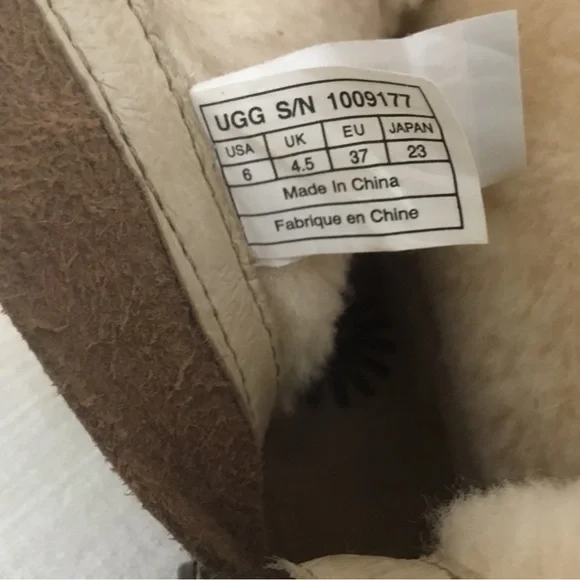 UGG S/N 1009177
USA UK EU JAPAN
6 4.5 37 23
Made In China
Fabrique en Chine